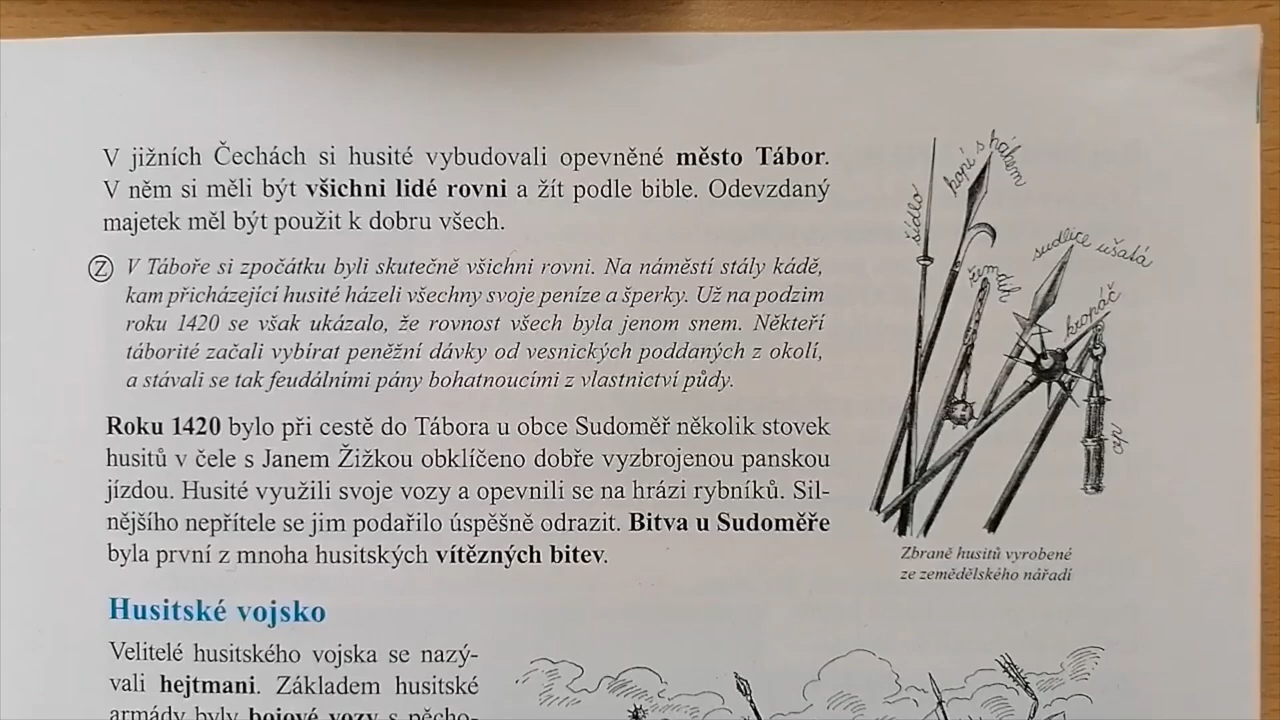 V jižních Čechách si husité vybudovali opevněné město Tábor.
V něm si měli být všichni lidé rovni a žít podle bible. Odevzdaný
majetek měl být použit k dobru všech.
Z V Táboře si zpočátku byli skutečně všichni rovni. Na náměstí stály kádě,
kam přicházející husité házeli všechny svoje peníze a šperky. Už na podzim
roku 1420 se však ukázalo, že rovnost všech byla jenom snem. Někteří
táborité začali vybírat peněžní dávky od vesnických poddaných z okolí,
a stávali se tak feudálními pány bohatnoucími z vlastnictví půdy.
Roku 1420 bylo při cestě do Tábora u obce Sudoměř několik stovek
husitů v čele s Janem Žižkou obklíčeno dobře vyzbrojenou panskou
jízdou. Husité využili svoje vozy a opevnili se na hrázi rybníků. Sil-
nějšího nepřítele se jim podařilo úspěšně odrazit. Bitva u Sudoměře
byla první z mnoha husitských vítězných bitev.
šídlo
kopí s hákem
řemdih
sudlice ušatá
kropáč
cep
Zbraně husitů vyrobené
ze zemědělského nářadí
Husitské vojsko
Velitelé husitského vojska se nazý-
vali hejtmani. Základem husitské
armády byly bojové vozy s pěcho-